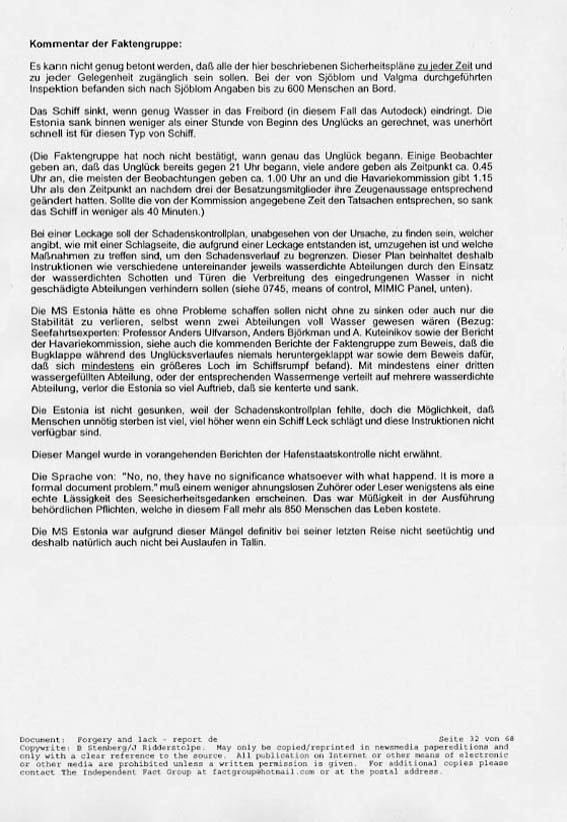 Kommentar der Faktengruppe:
Es kann nicht genug betont werden, daß alle der hier beschriebenen Sicherheitspläne zu jeder Zeit und
zu jeder Gelegenheit zugänglich sein sollen. Bei der von Sjöblom und Valgma durchgeführten
Inspektion befanden sich nach Sjöblom Angaben bis zu 600 Menschen an Bord.
Das Schiff sinkt, wenn genug Wasser in das Freibord (in diesem Fall das Autodeck) eindringt. Die
Estonia sank binnen weniger als einer Stunde von Beginn des Unglücks an gerechnet, was unerhört
schnell ist für diesen Typ von Schiff.
(Die Faktengruppe hat noch nicht bestätigt, wann genau das Unglück begann. Einige Beobachter
geben an, daß das Unglück bereits gegen 21 Uhr begann, viele andere geben als Zeitpunkt ca. 0.45
Uhr an, die meisten der Beobachtungen geben ca. 1.00 Uhr an und die Havariekommission gibt 1.15
Uhr als den Zeitpunkt an nachdem drei der Besatzungsmitglieder ihre Zeugenaussage entsprechend
geändert hatten. Sollte die von der Kommission angegebene Zeit den Tatsachen entsprechen, so sank
das Schiff in weniger als 40 Minuten.)
Bei einer Leckage soll der Schadenskontrollplan, unabgesehen von der Ursache, zu finden sein, welcher
angibt, wie mit einer Schlagseite, die aufgrund einer Leckage entstanden ist, umzugehen ist und welche
Maßnahmen zu treffen sind, um den Schadensverlauf zu begrenzen. Dieser Plan beinhaltet deshalb
Instruktionen wie verschiedene untereinander jeweils wasserdichte Abteilungen durch den Einsatz
der wasserdichten Schotten und Türen die Verbreitung des eingedrungenen Wasser in nicht
geschädigte Abteilungen verhindern sollen (siehe 0745, means of control, MIMIC Panel, unten).
Die MS Estonia hätte es ohne Probleme schaffen sollen nicht ohne zu sinken oder auch nur die
Stabilität zu verlieren, selbst wenn zwei Abteilungen voll Wasser gewesen wären (Bezug:
Seefahrtsexperten: Professor Anders Ulfvarson, Anders Björkman und A. Kuteinikov sowie der Bericht
der Havariekommission, siehe auch die kommenden Berichte der Faktengruppe zum Beweis, daß die
Bugklappe während des Unglücksverlaufes niemals heruntergeklappt war sowie dem Beweis dafür,
daß sich mindestens ein größeres Loch im Schiffsrumpf befand). Mit mindestens einer dritten
wassergefüllten Abteilung, oder der entsprechenden Wassermenge verteilt auf mehrere wasserdichte
Abteilung, verlor die Estonia so viel Auftrieb, daß sie kenterte und sank.
Die Estonia ist nicht gesunken, weil der Schadenskontrollplan fehlte, doch die Möglichkeit, daß
Menschen unnötig sterben ist viel, viel höher wenn ein Schiff Leck schlägt und diese Instruktionen nicht
verfügbar sind.
Dieser Mangel wurde in vorangehenden Berichten der Hafenstaatskontrolle nicht erwähnt.
Die Sprache von: "No, no, they have no significance whatsoever with what happend. It is more a
formal document problem." muß einem weniger ahnungslosen Zuhörer oder Leser wenigstens als eine
echte Lässigkeit des Seesicherheitsgedanken erscheinen. Das war Müßigkeit in der Ausführung
behördlichen Pflichten, welche in diesem Fall mehr als 850 Menschen das Leben kostete.
Die MS Estonia war aufgrund dieser Mängel definitiv bei seiner letzten Reise nicht seetüchtig und
deshalb natürlich auch nicht bei Auslaufen in Tallin.
Document: Forgery and lack - report de Seite 32 von 68
Copywrite: B Stenberg/J Ridderstolpe. May only be copied/reprinted in newsmedia papereditions and
only with a clear reference to the source. All publication on Internet or other means of electronic
or other media are prohibited unless a written permission is given. For additional copies please
contact The Independent Fact Group at factgroup@hotmail.com or at the postal address.